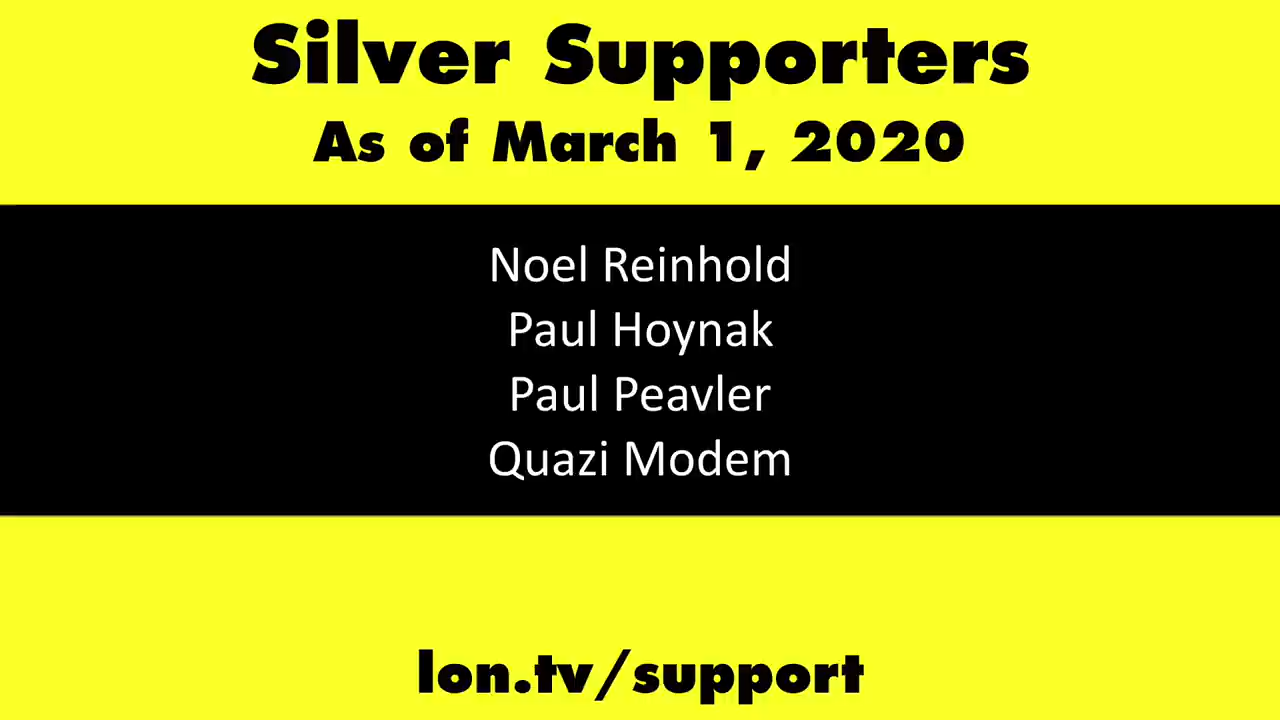 Silver Supporters
As of March 1, 2020
Noel Reinhold
Paul Hoynak
Paul Peavler
Quazi Modem
lon.tv/support